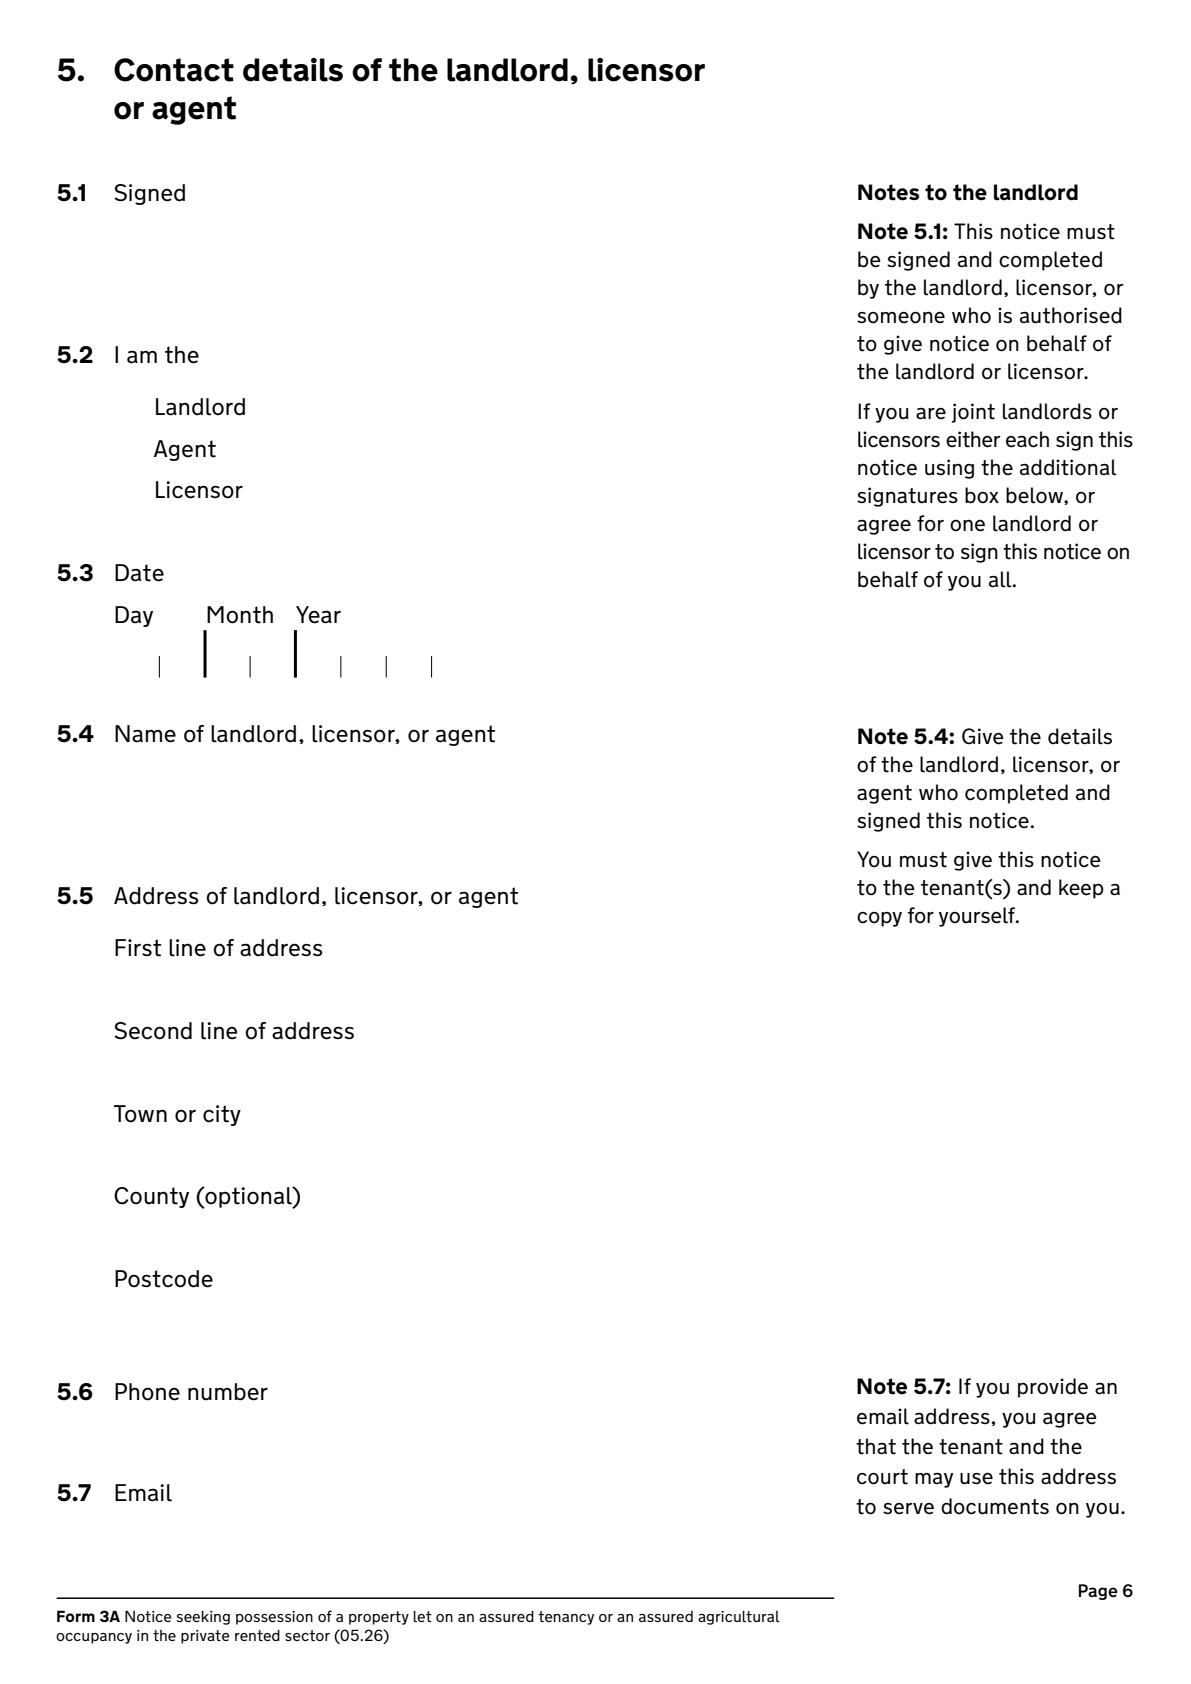 5. Contact details of the landlord, licensor
or agent
5.1 Signed
5.2 I am the
Landlord
Agent
Licensor
5.3 Date
Day Month Year
5.4 Name of landlord, licensor, or agent
5.5 Address of landlord, licensor, or agent
First line of address
Second line of address
Town or city
County (optional)
Postcode
5.6 Phone number
5.7 Email
Notes to the landlord
Note 5.1: This notice must
be signed and completed
by the landlord, licensor, or
someone who is authorised
to give notice on behalf of
the landlord or licensor.
If you are joint landlords or
licensors either each sign this
notice using the additional
signatures box below, or
agree for one landlord or
licensor to sign this notice on
behalf of you all.
Note 5.4: Give the details
of the landlord, licensor, or
agent who completed and
signed this notice.
You must give this notice
to the tenant(s) and keep a
copy for yourself.
Note 5.7: If you provide an
email address, you agree
that the tenant and the
court may use this address
to serve documents on you.
Page 6
Form 3A Notice seeking possession of a property let on an assured tenancy or an assured agricultural
occupancy in the private rented sector (05.26)